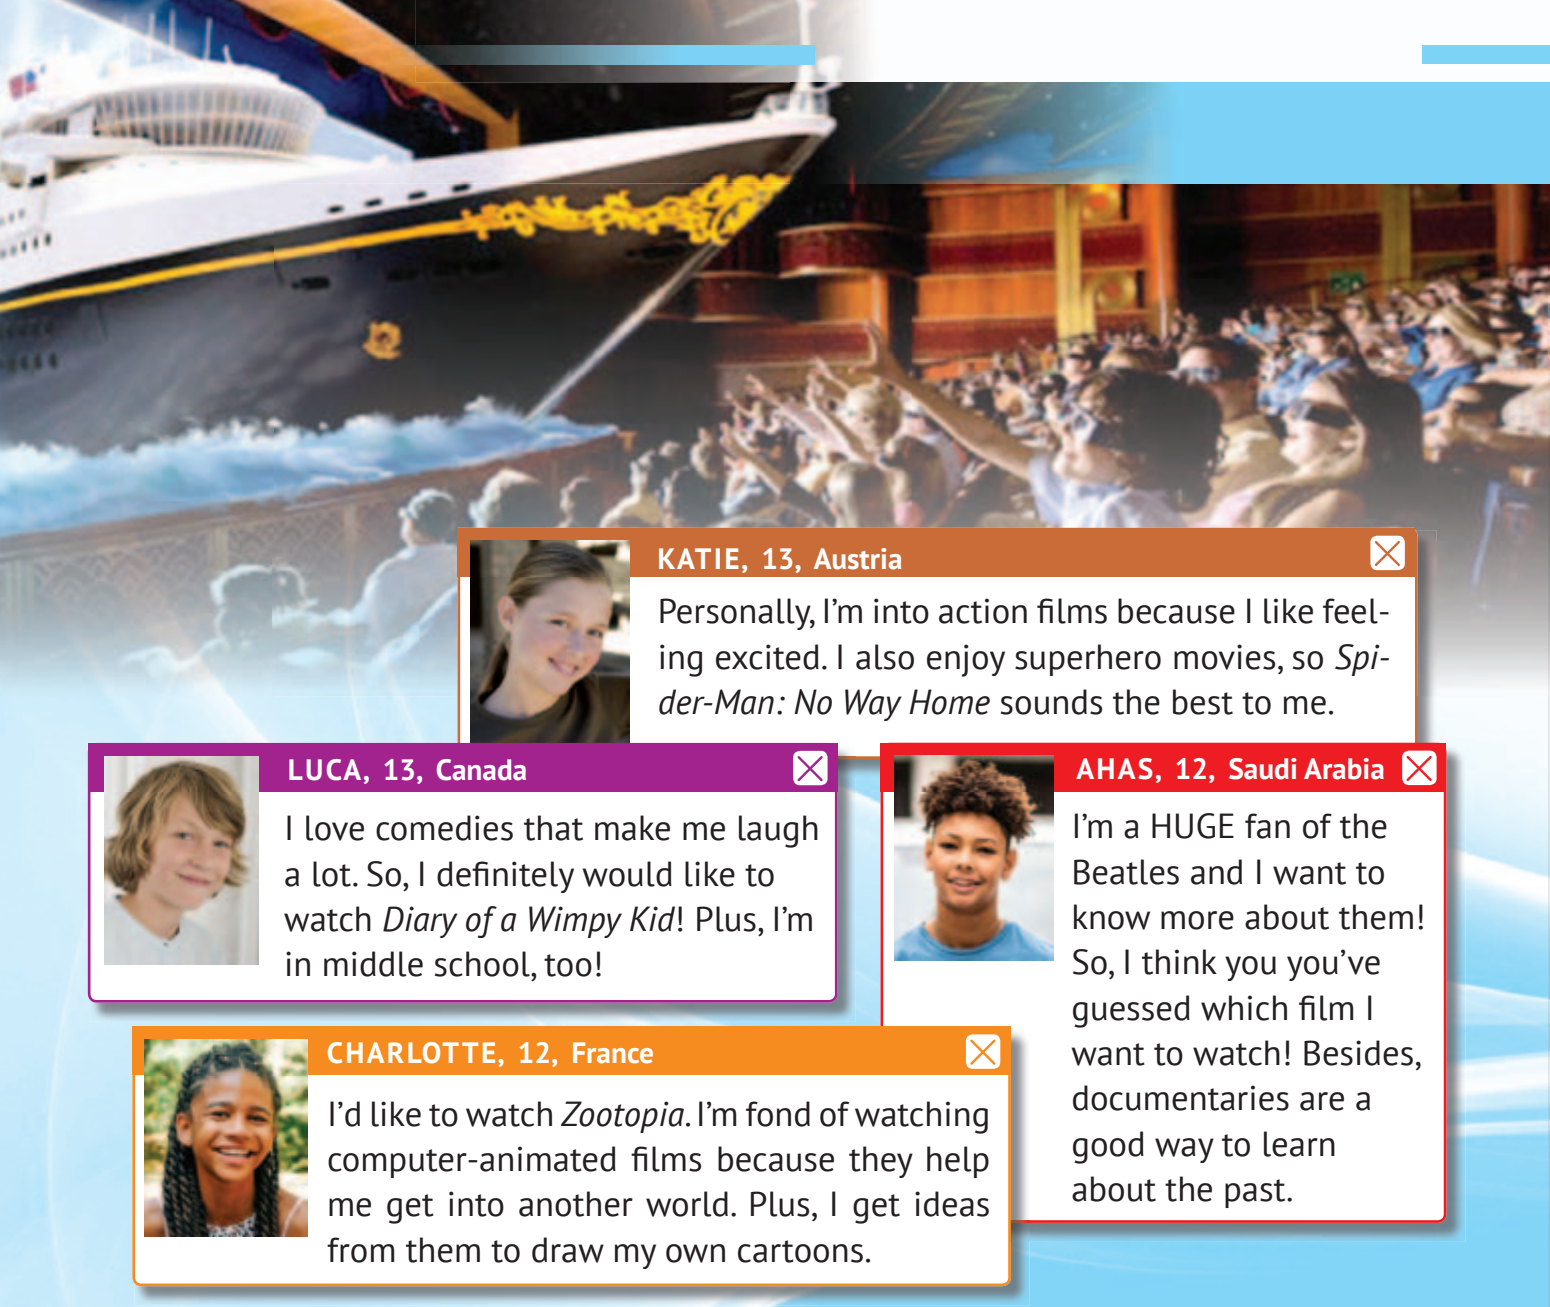 KATIE, 13, Austria
Personally, I'm into action films because I like feel-
ing excited. I also enjoy superhero movies, so Spi-
der-Man: No Way Home sounds the best to me.
LUCA, 13, Canada
I love comedies that make me laugh
a lot. So, I definitely would like to
watch Diary of a Wimpy Kid! Plus, I'm
in middle school, too!
AHAS, 12, Saudi Arabia
I'm a HUGE fan of the
Beatles and I want to
know more about them!
So, I think you you've
guessed which film I
want to watch! Besides,
documentaries are a
good way to learn
about the past.
CHARLOTTE, 12, France
I'd like to watch Zootopia. I'm fond of watching
computer-animated films because they help
me get into another world. Plus, I get ideas
from them to draw my own cartoons.